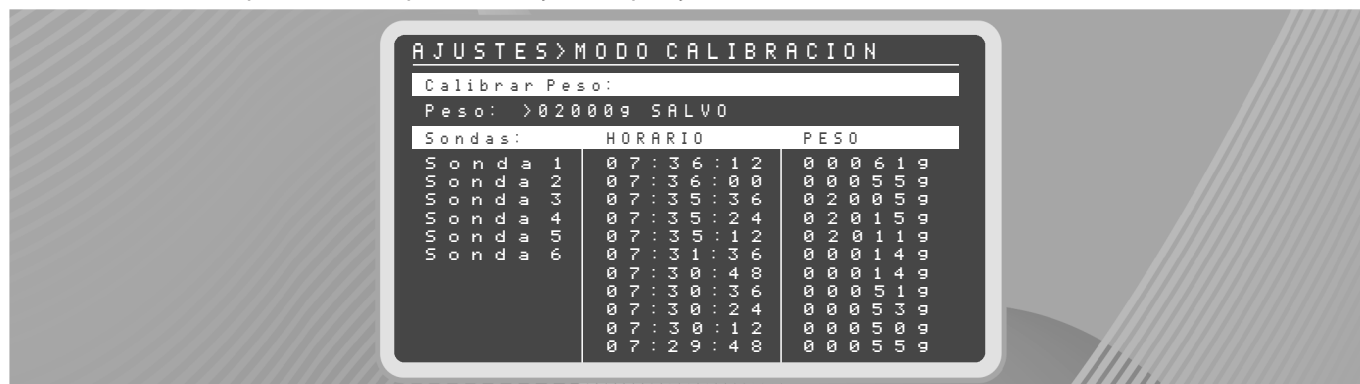 AJUSTES>MODO CALIBRACION
Calibrar Peso:
Peso: >02000g SALVO
Sondas: HORARIO PESO
Sonda 1 07:36:12 00061g
Sonda 2 07:36:00 00055g
Sonda 3 07:35:36 02005g
Sonda 4 07:35:24 02015g
Sonda 5 07:35:12 02011g
Sonda 6 07:31:36 00014g
07:30:48 00014g
07:30:36 00051g
07:30:24 00053g
07:30:12 00050g
07:29:48 00055g